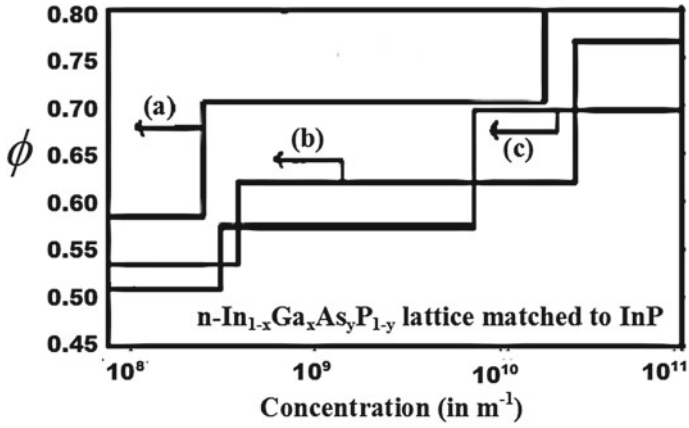 0.80
0.75
0.70
0.65
0.60
0.55
0.50
0.45
ϕ
(a)
(b)
(c)
n-In₁₋ₓGaₓAsᵧP₁₋ᵧ lattice matched to InP
10⁸ 10⁹ 10¹⁰ 10¹¹
Concentration (in m⁻¹)